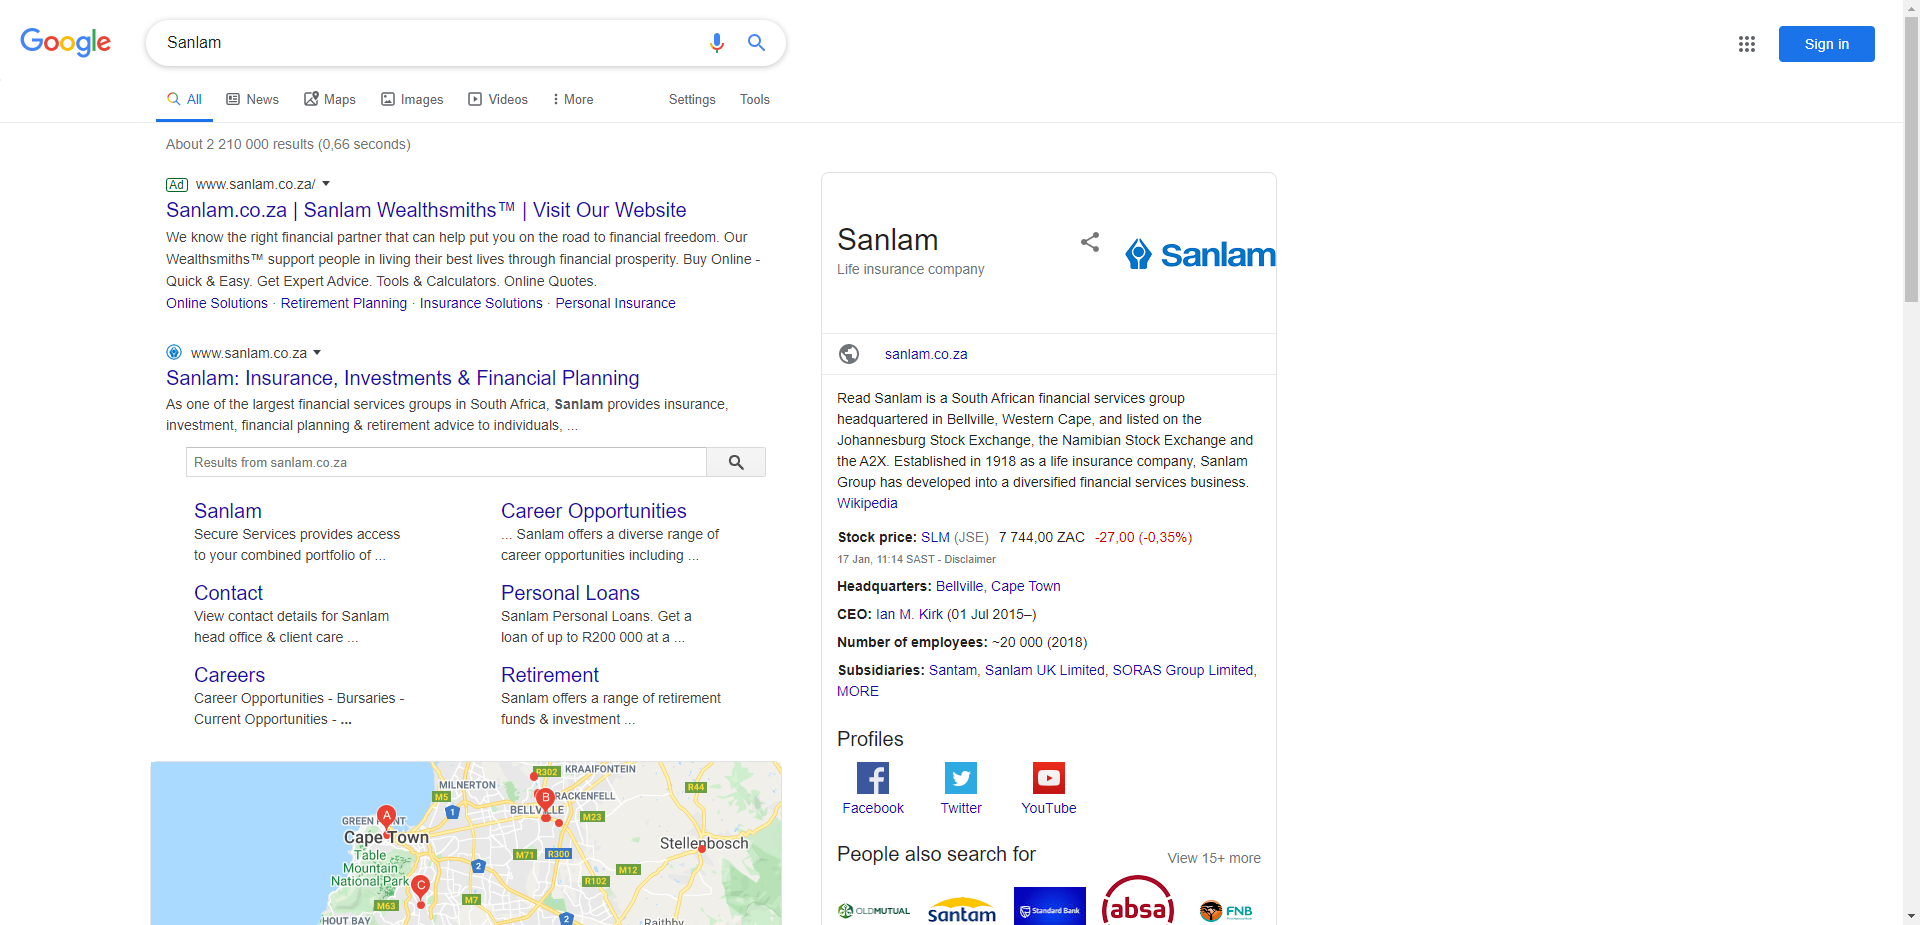 Google
Sanlam
Sign in
All
News
Maps
Images
Videos
More
Settings
Tools
About 2 210 000 results (0,66 seconds)
Ad www.sanlam.co.za/
Sanlam.co.za | Sanlam Wealthsmiths™ | Visit Our Website
We know the right financial partner that can help put you on the road to financial freedom. Our
Wealthsmiths™ support people in living their best lives through financial prosperity. Buy Online -
Quick & Easy. Get Expert Advice. Tools & Calculators. Online Quotes.
Online Solutions · Retirement Planning · Insurance Solutions · Personal Insurance
www.sanlam.co.za
Sanlam: Insurance, Investments & Financial Planning
As one of the largest financial services groups in South Africa, Sanlam provides insurance,
investment, financial planning & retirement advice to individuals, ...
Results from sanlam.co.za
Sanlam
Secure Services provides access
to your combined portfolio of ...
Career Opportunities
... Sanlam offers a diverse range of
career opportunities including ...
Contact
View contact details for Sanlam
head office & client care ...
Personal Loans
Sanlam Personal Loans. Get a
loan of up to R200 000 at a ...
Careers
Career Opportunities - Bursaries -
Current Opportunities - ...
Retirement
Sanlam offers a range of retirement
funds & investment ...
R302
KRAAIFONTEIN
MILNERTON
M5
1
B
BRACKENFELL
BELLVILLE
R44
M23
A
GREEN POINT
Cape Town
Table
Mountain
National Park
M71
R300
2
M12
R102
Stellenbosch
C
M63
M7
HOUT BAY
2
Raithby
Sanlam
Life insurance company
Sanlam
sanlam.co.za
Read Sanlam is a South African financial services group
headquartered in Bellville, Western Cape, and listed on the
Johannesburg Stock Exchange, the Namibian Stock Exchange and
the A2X. Established in 1918 as a life insurance company, Sanlam
Group has developed into a diversified financial services business.
Wikipedia
Stock price: SLM (JSE) 7 744,00 ZAC -27,00 (-0,35%)
17 Jan, 11:14 SAST - Disclaimer
Headquarters: Bellville, Cape Town
CEO: Ian M. Kirk (01 Jul 2015–)
Number of employees: ~20 000 (2018)
Subsidiaries: Santam, Sanlam UK Limited, SORAS Group Limited,
MORE
Profiles
Facebook
Twitter
YouTube
People also search for
View 15+ more
OLDMUTUAL
santam
Standard Bank
absa
FNB